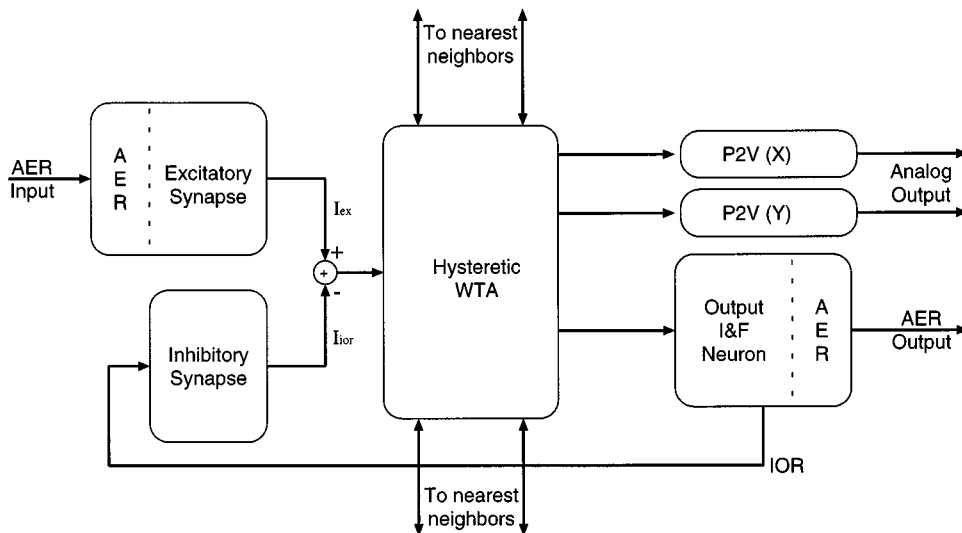 To nearest
neighbors
AER
Input
A
E
R
Excitatory
Synapse
Iex
+
+
-
Iior
Inhibitory
Synapse
Hysteretic
WTA
P2V (X)
P2V (Y)
Analog
Output
Output
I&F
Neuron
A
E
R
AER
Output
IOR
To nearest
neighbors